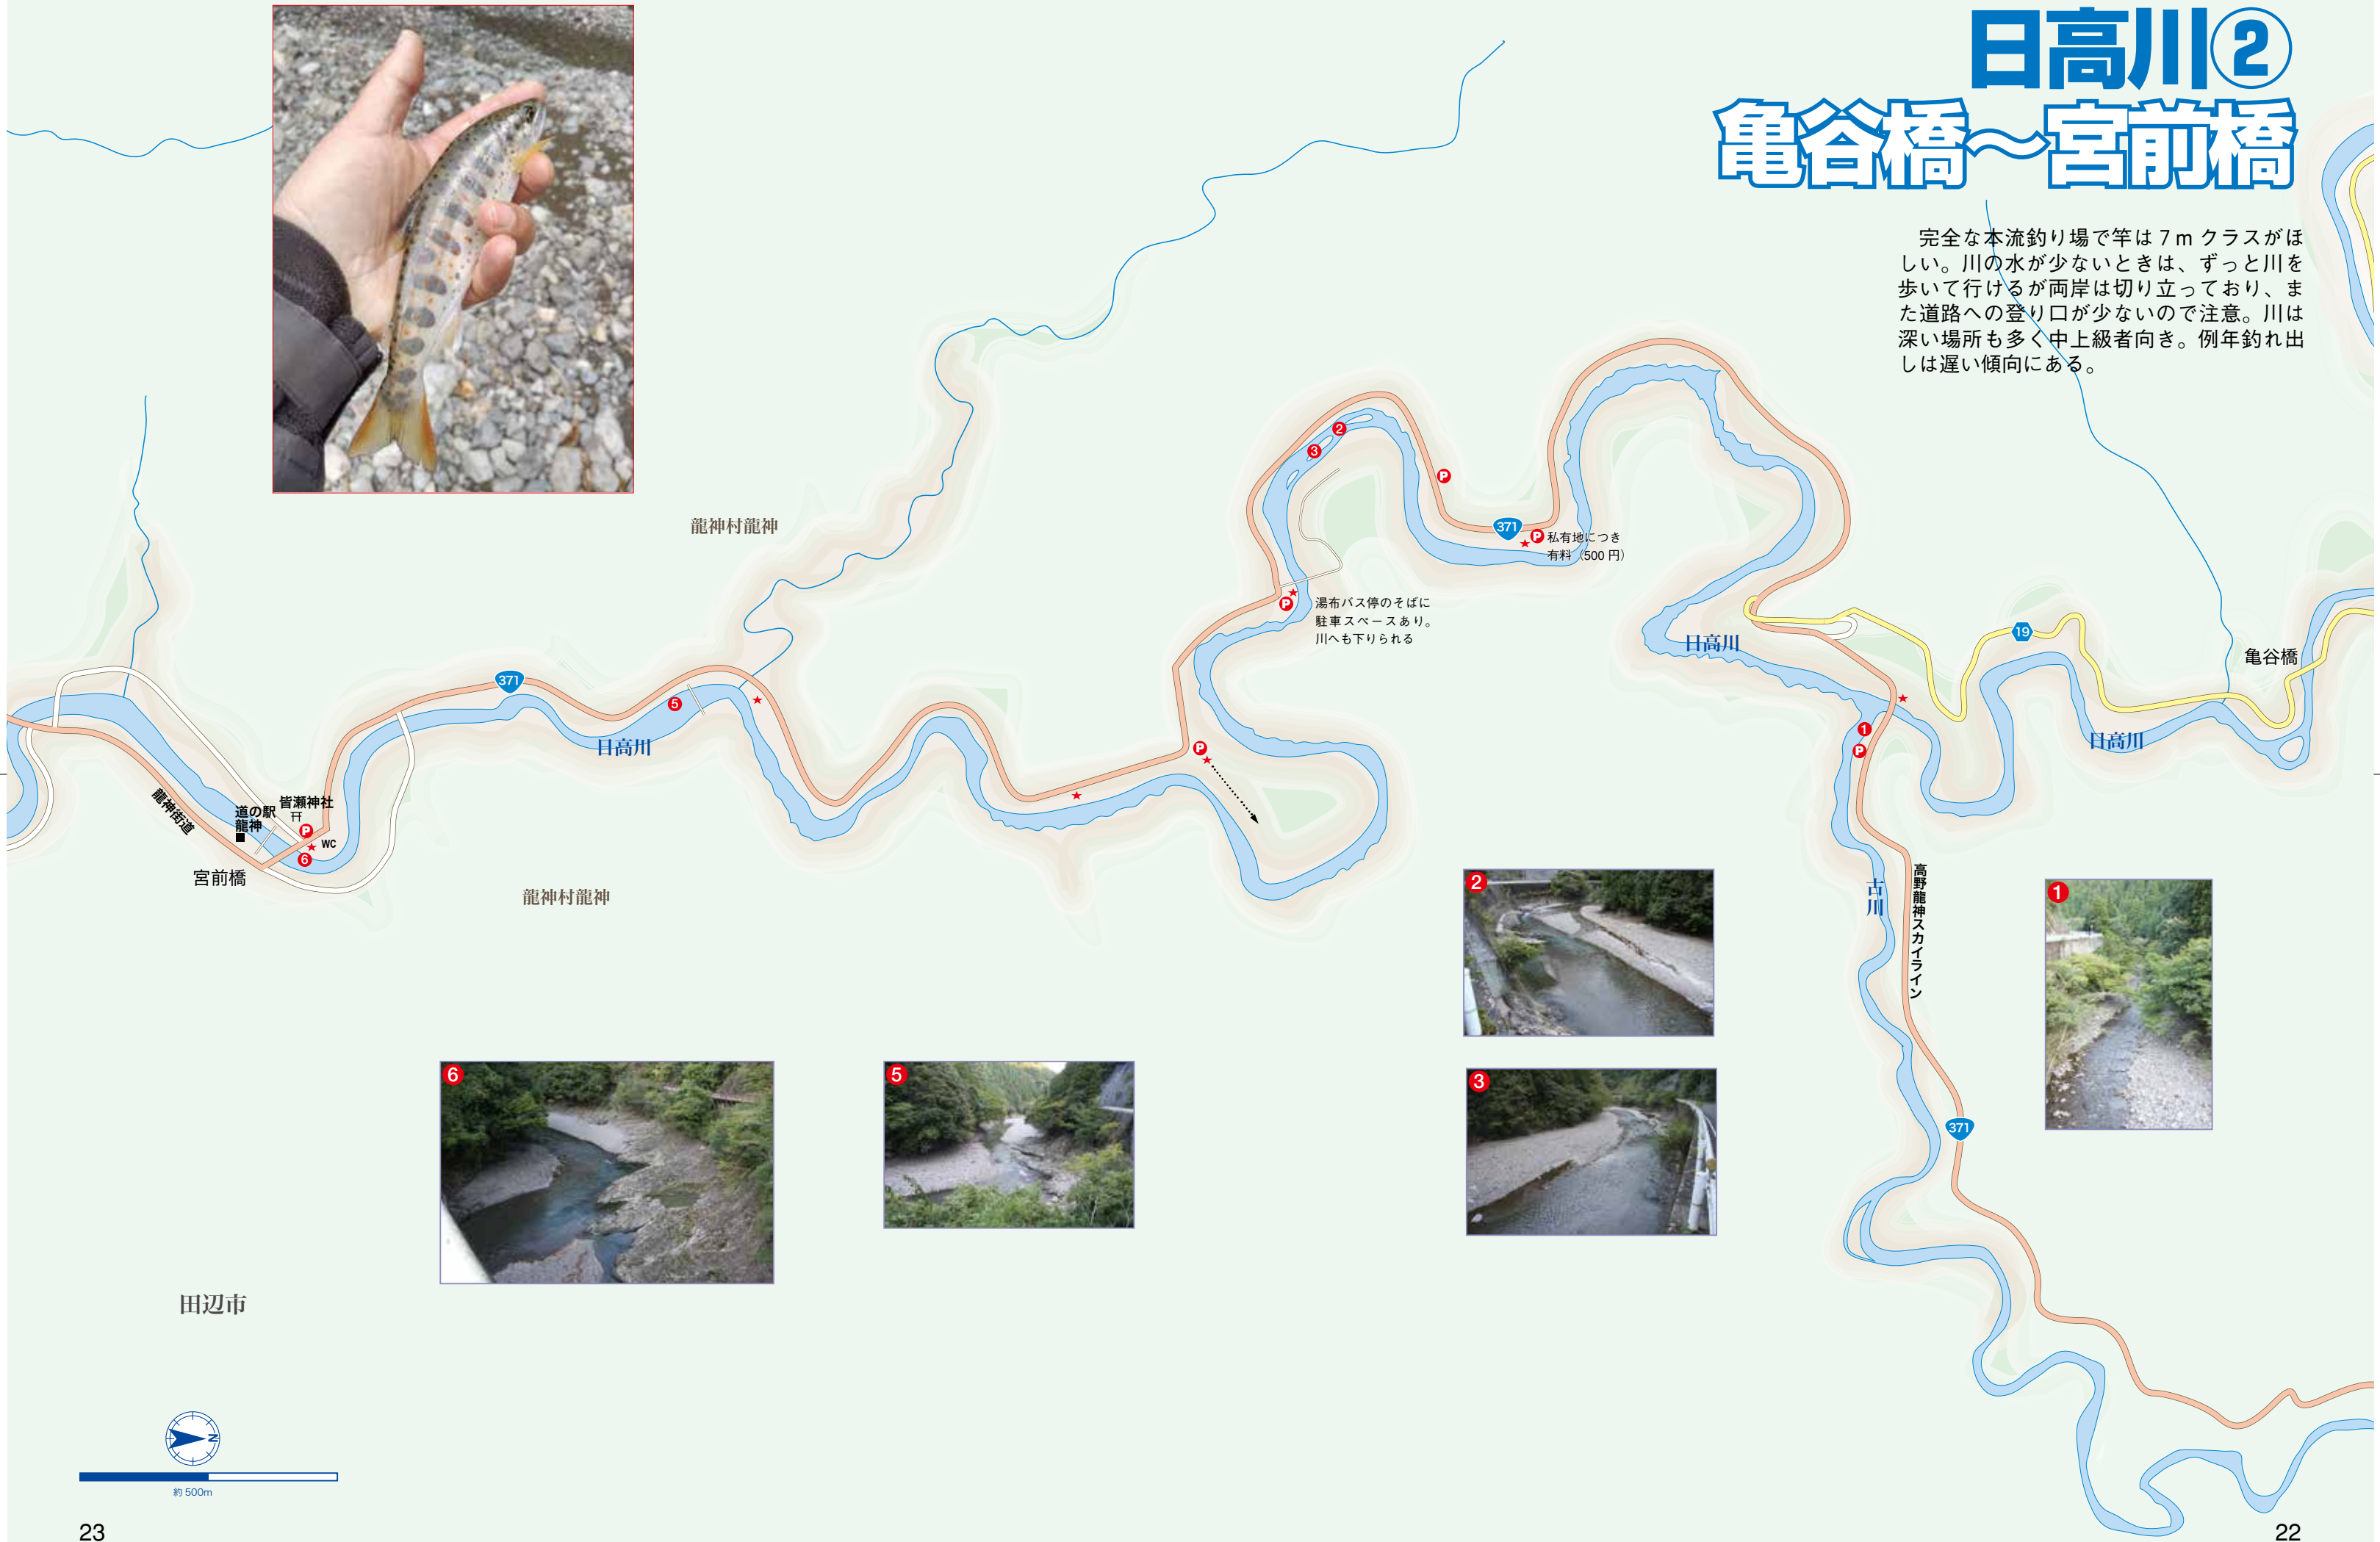 日高川②
亀谷橋〜宮前橋
完全な本流釣り場で竿は7mクラスがほ
しい。川の水が少ないときは、ずっと川を
歩いて行けるが両岸は切り立っており、ま
た道路への登り口が少ないので注意。川は
深い場所も多く中上級者向き。例年釣れ出
しは遅い傾向にある。
亀谷橋
19
日高川
日高川
1
P
古川
高野龍神スカイライン
371
1
371
P
私有地につき
有料(500円)
P
2
3
P
湯布バス停のそばに
駐車スペースあり。
川へも下りられる
P
2
3
龍神村龍神
371
5
日高川
龍神村龍神
5
6
皆瀬神社
道の駅
龍神
P
WC
6
龍神街道
宮前橋
田辺市
N
約500m
23
22